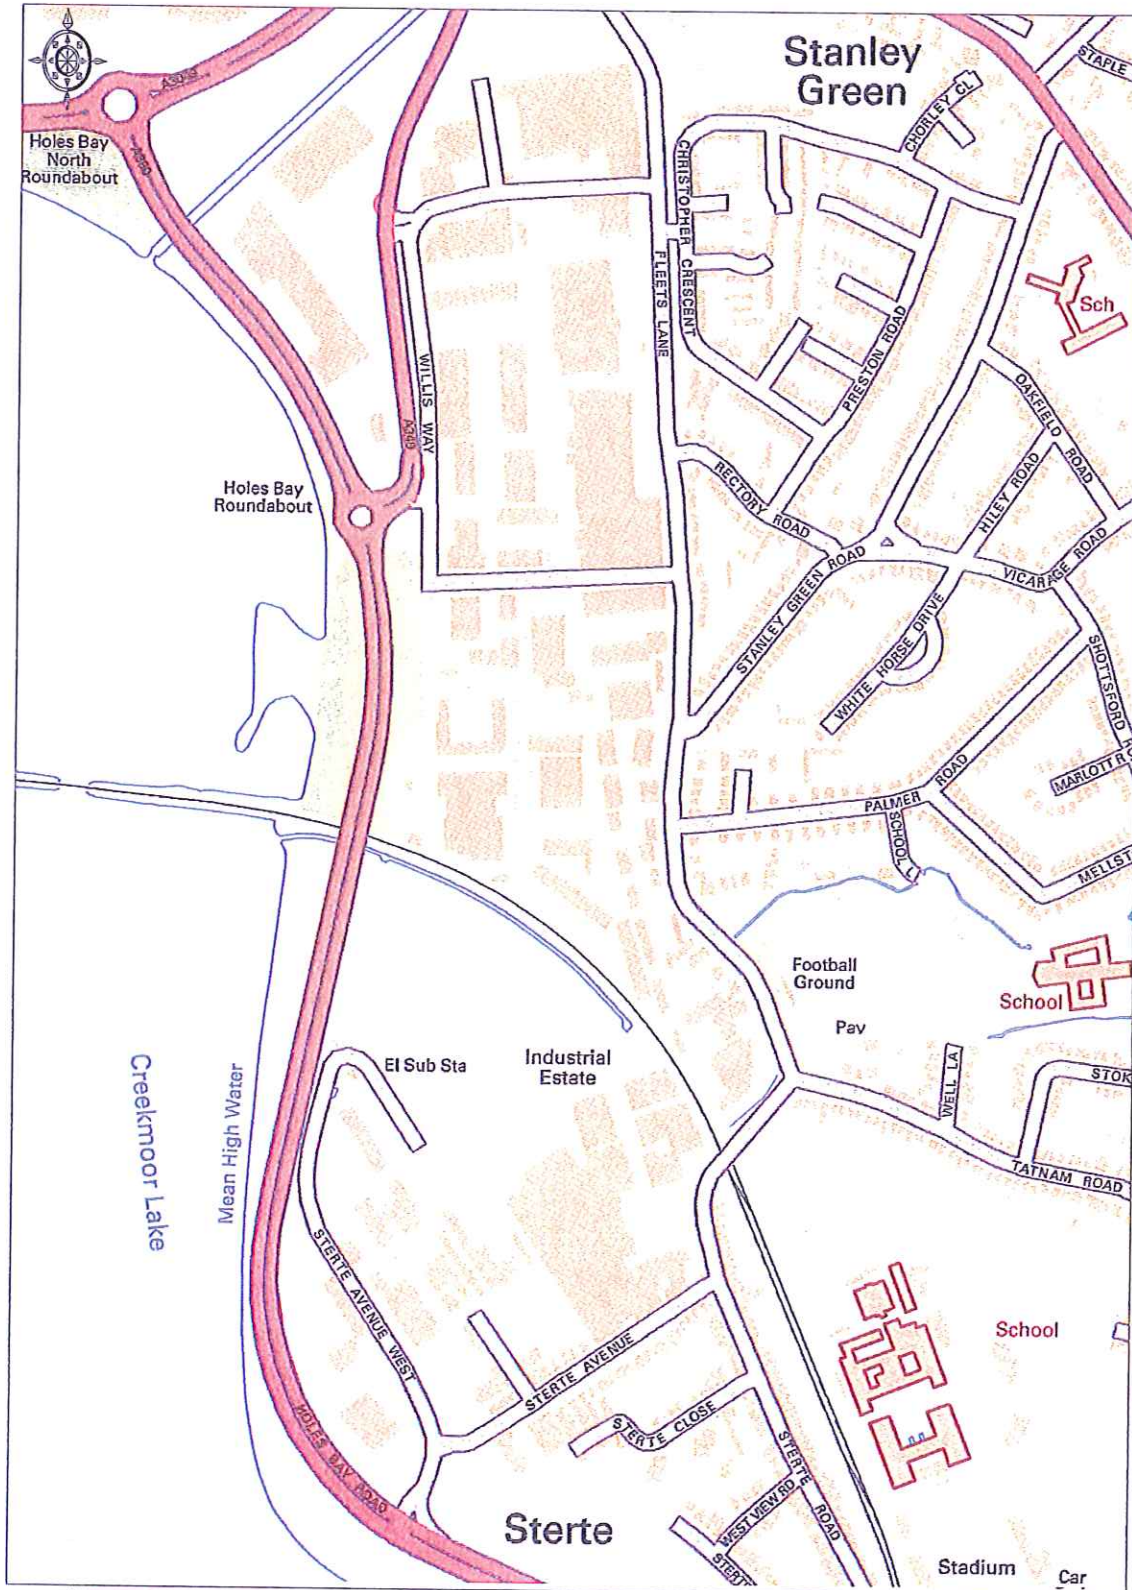 Stanley
Green
STAPLE
A3049
CHORLEY CL
Holes Bay
North
Roundabout
A350
CHRISTOPHER CRESCENT
FLEETS LANE
Sch
WILLIS WAY
PRESTON ROAD
OAKFIELD ROAD
A349
Holes Bay
Roundabout
RECTORY ROAD
HILEY ROAD
STANLEY GREEN ROAD
VICARAGE ROAD
WHITE HORSE DRIVE
SHOTTSFORD R
MARLOTT R
PALMER ROAD
SCHOOL L
MELLST
Football
Ground
School
Pav
El Sub Sta
Industrial
Estate
WELL LA
STOK
Creekmoor Lake
Mean High Water
TATNAM ROAD
STERTE AVENUE WEST
School
STERTE AVENUE
STERTE CLOSE
HOLES BAY ROAD
STERTE ROAD
WEST VIEW RD
Sterte
STERTE
Stadium
Car